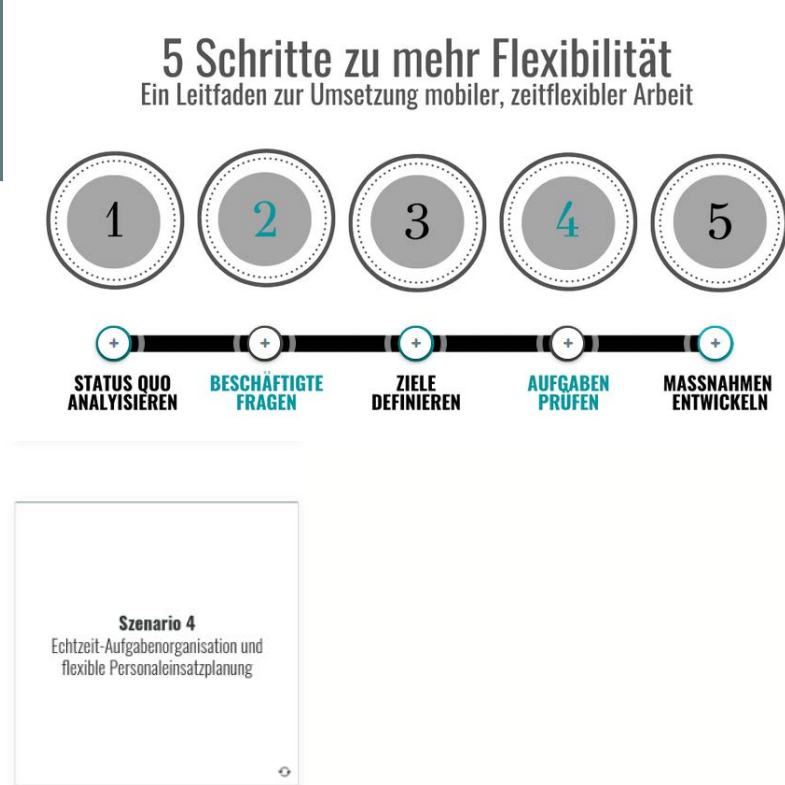 5 Schritte zu mehr Flexibilität
Ein Leitfaden zur Umsetzung mobiler, zeitflexibler Arbeit
1 2 3 4 5
+ + + + +
STATUS QUO
ANALYISIEREN
BESCHÄFTIGTE
FRAGEN
ZIELE
DEFINIEREN
AUFGABEN
PRÜFEN
MASSNAHMEN
ENTWICKELN
Szenario 4
Echtzeit-Aufgabenorganisation und
flexible Personaleinsatzplanung